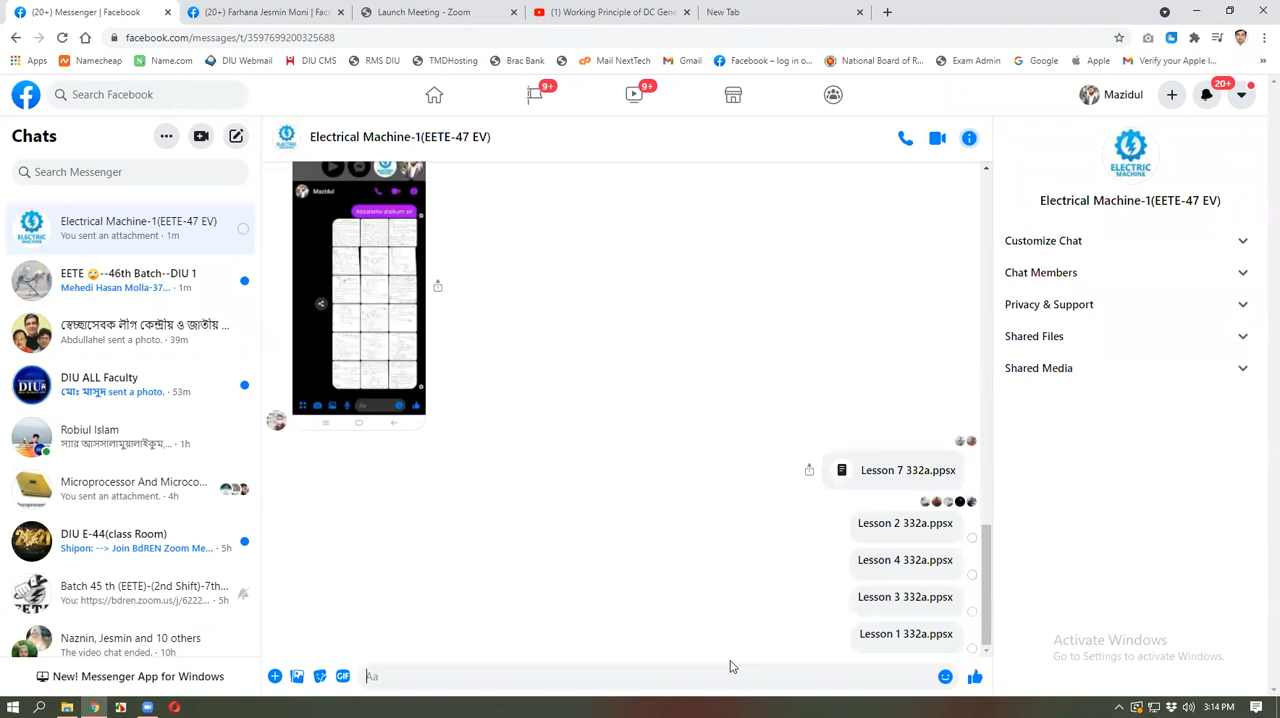 (20+) Messenger | Facebook
(20+) Farhana Jesmin Moni | Fac
Launch Meeting - Zoom
(1) Working Principle of DC Gene
New Tab
facebook.com/messages/t/3597699200325688
Apps
Namecheap
Name.com
DIU Webmail
DIU CMS
RMS DIU
TMDHosting
Brac Bank
Mail NextTech
Gmail
Facebook – log in o...
National Board of R...
Exam Admin
Google
Apple
Verify your Apple I...
Search Facebook
9+
9+
Mazidul
20+
Chats
Search Messenger
Electrical Machine-1(EETE-47 EV)
You sent an attachment. · 1m
EETE --46th Batch--DIU 1
Mehedi Hasan Molla-37... · 1m
Abdullahel sent a photo. · 39m
DIU ALL Faculty
মোঃ মাসুদ sent a photo. · 53m
Robiul Islam
স্যার আসসালামুয়ালাইকুম,... · 1h
Microprocessor And Microco...
You sent an attachment. · 4h
DIU E-44(class Room)
Shipon: --> Join BdREN Zoom Me... · 5h
Batch 45 th (EETE)-(2nd Shift)-7th...
You: https://bdren.zoom.us/j/6222... · 5h
Naznin, Jesmin and 10 others
The video chat ended. · 10h
New! Messenger App for Windows
Electrical Machine-1(EETE-47 EV)
Mazidul
Assalamu alaikum sir
Aa
Lesson 7 332a.ppsx
Lesson 2 332a.ppsx
Lesson 4 332a.ppsx
Lesson 3 332a.ppsx
Lesson 1 332a.ppsx
GIF
Aa
ELECTRIC
MACHINE
Electrical Machine-1(EETE-47 EV)
Customize Chat
Chat Members
Privacy & Support
Shared Files
Shared Media
Activate Windows
Go to Settings to activate Windows.
3:14 PM